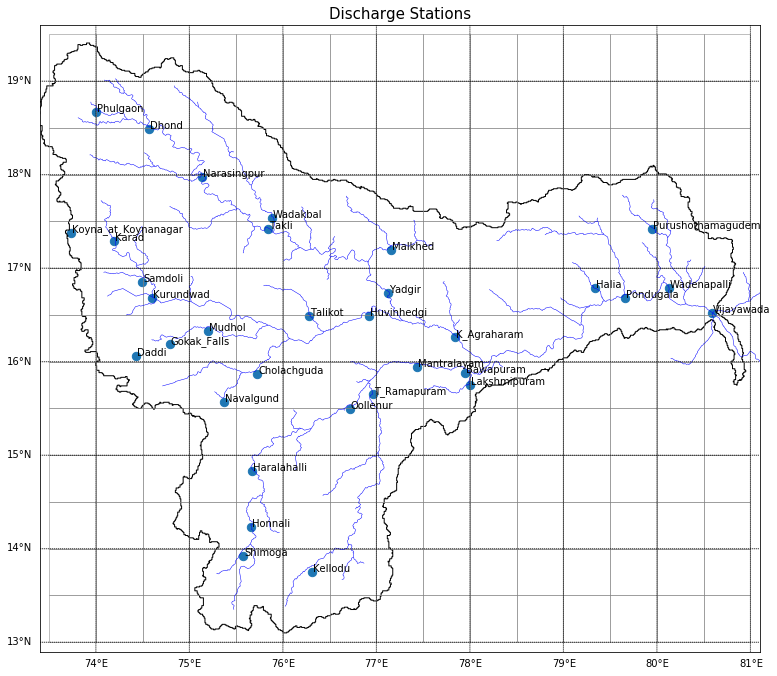 Discharge Stations
19°N
Phulgaon
Dhond
18°N
Narasingpur
Wadakbal
Takli
Purushothamagudem
Koyna_at_Koynanagar
Karad
Malkhed
17°N
Samdoli
Kurundwad
Yadgir
Halia
Wadenapalli
Pondugala
Talikot
Huvinhedgi
Vijayawada
Mudhol
Gokak_Falls
K_Agraharam
16°N
Daddi
Cholachguda
Mantralayam
Bawapuram
Lakshmipuram
Navalgund
T_Ramapuram
Oollenur
15°N
Haralahalli
Honnali
14°N
Shimoga
Kellodu
13°N
74°E 75°E 76°E 77°E 78°E 79°E 80°E 81°E